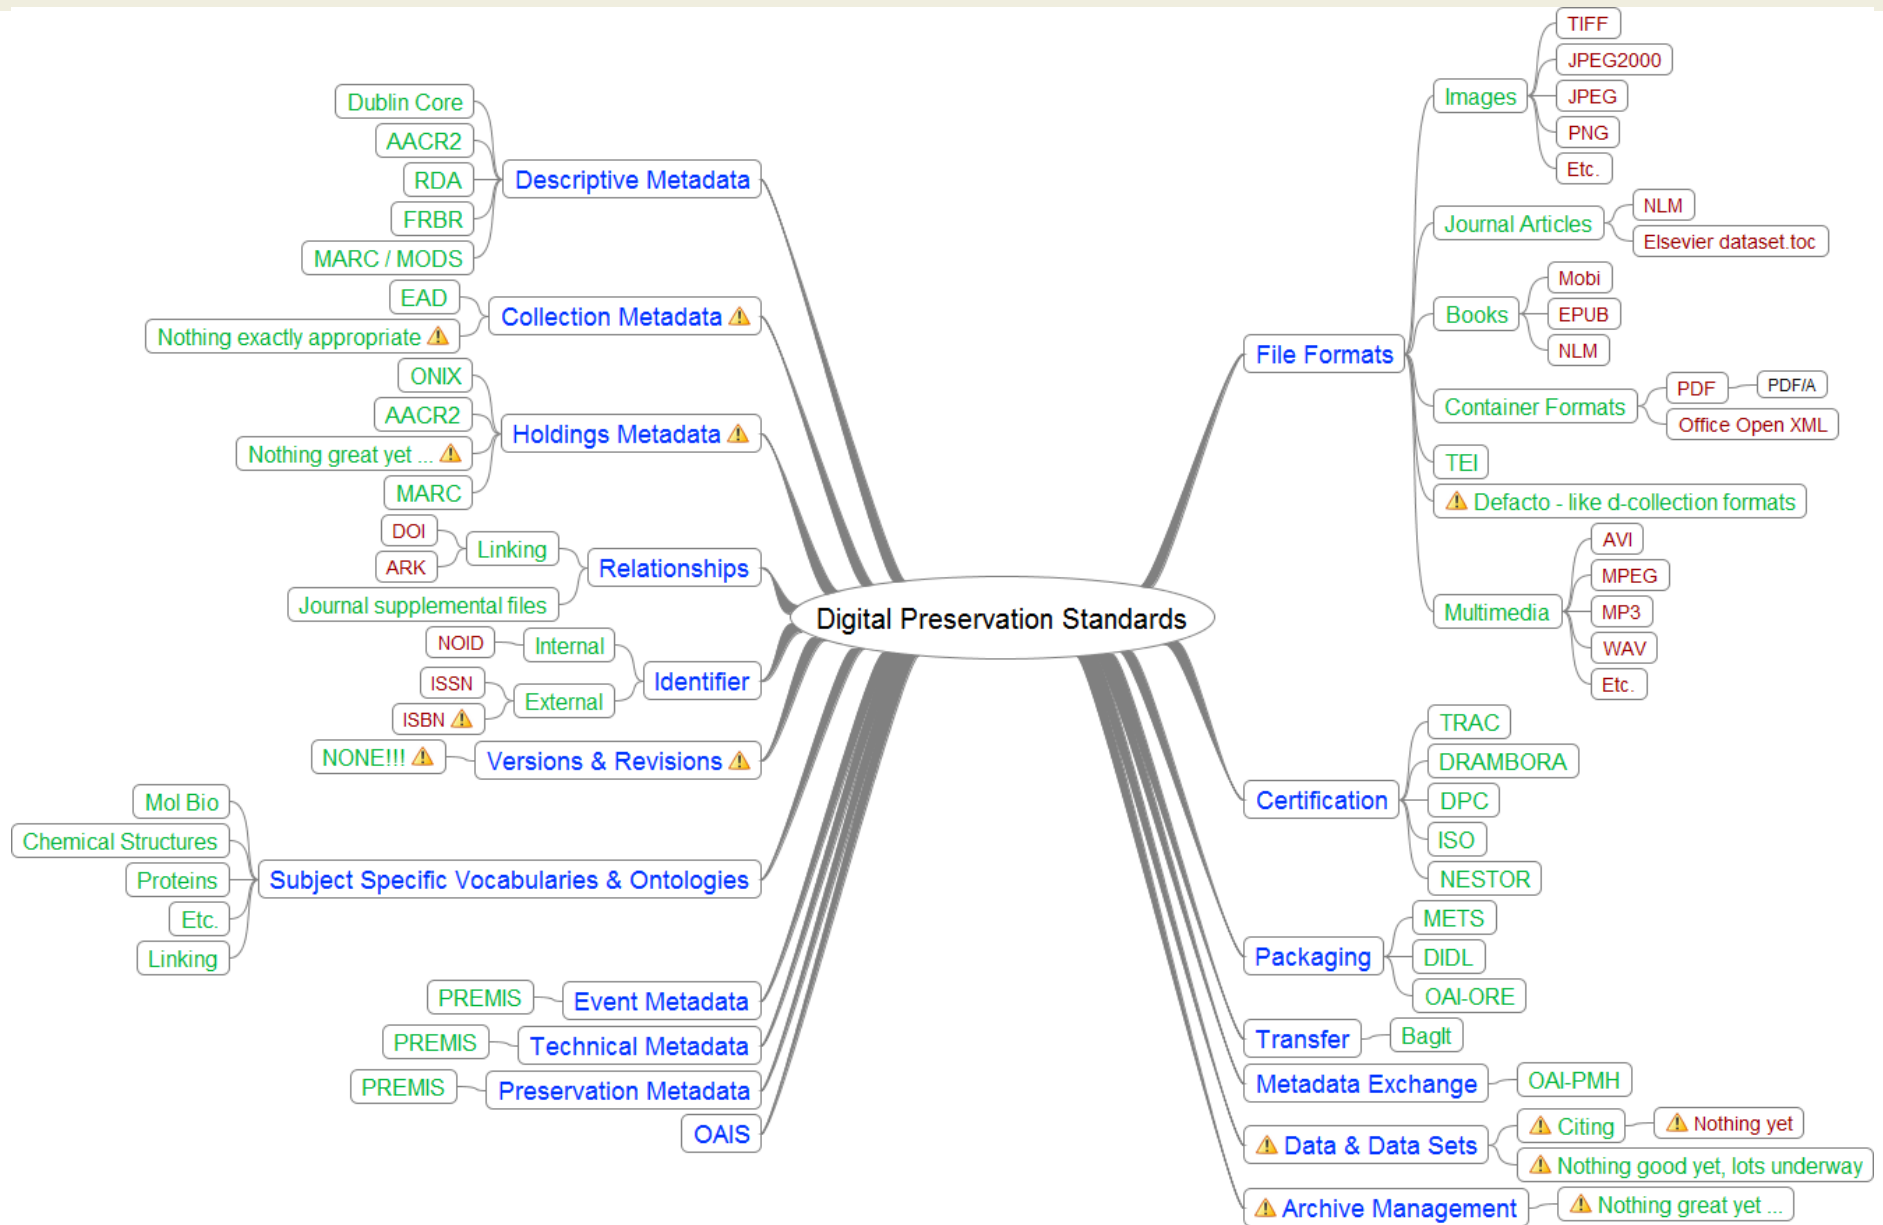 Digital Preservation Standards
Descriptive Metadata
Dublin Core
AACR2
RDA
FRBR
MARC / MODS
Collection Metadata
EAD
Nothing exactly appropriate
Holdings Metadata
ONIX
AACR2
Nothing great yet ...
MARC
Relationships
Linking
DOI
ARK
Journal supplemental files
Identifier
Internal
NOID
External
ISSN
ISBN
Versions & Revisions
NONE!!!
Subject Specific Vocabularies & Ontologies
Mol Bio
Chemical Structures
Proteins
Etc.
Linking
Event Metadata
PREMIS
Technical Metadata
PREMIS
Preservation Metadata
PREMIS
OAIS
File Formats
Images
TIFF
JPEG2000
JPEG
PNG
Etc.
Journal Articles
NLM
Elsevier dataset.toc
Books
Mobi
EPUB
NLM
Container Formats
PDF
PDF/A
Office Open XML
TEI
Defacto - like d-collection formats
Multimedia
AVI
MPEG
MP3
WAV
Etc.
Certification
TRAC
DRAMBORA
DPC
ISO
NESTOR
Packaging
METS
DIDL
OAI-ORE
Transfer
BagIt
Metadata Exchange
OAI-PMH
Data & Data Sets
Citing
Nothing yet
Nothing good yet, lots underway
Archive Management
Nothing great yet ...